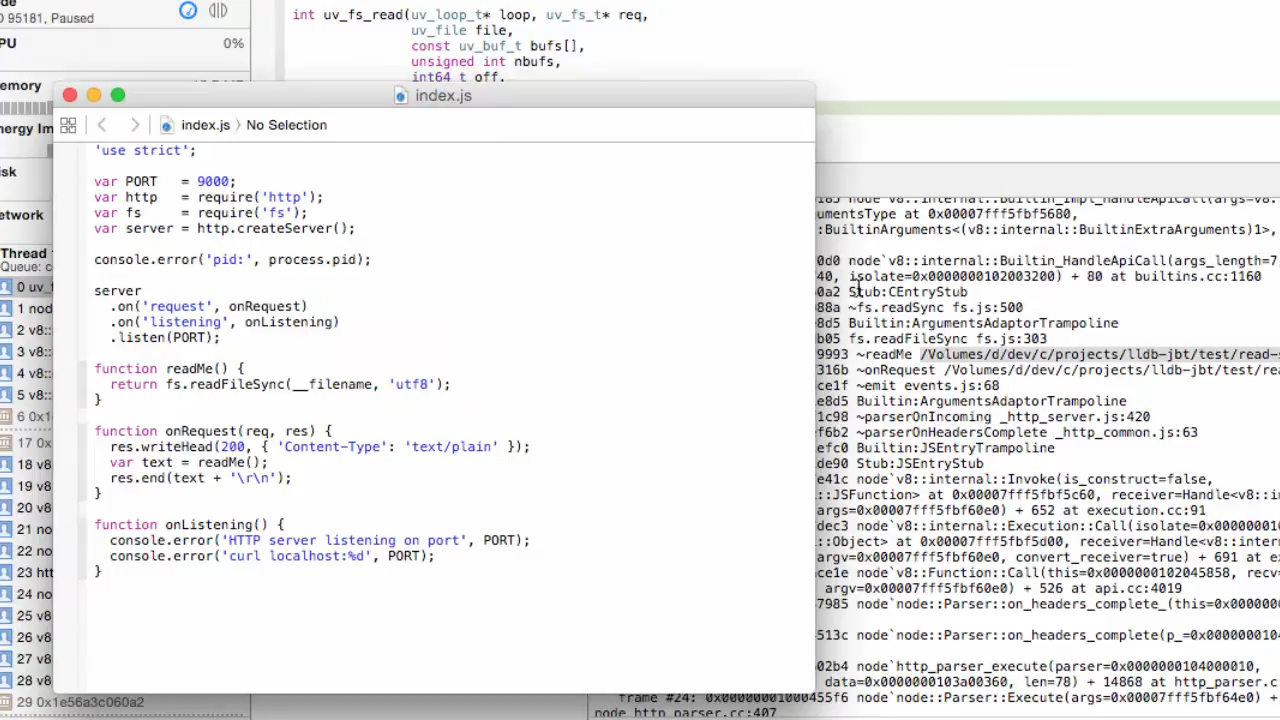 de
D 95181, Paused
PU
0%
emory
nergy Im
isk
etwork
Thread
Queue: c
0 uv_
1 nod
2 v8::
3 v8::
4 v8::
5 v8::
6 0x1e
17 0x
18 v8
19 v8
20 v8
21 no
22 no
23 htt
24 no
25 v8
26 v8
27 v8
28 v8
29 0x1e56a3c060a2
int uv_fs_read(uv_loop_t* loop, uv_fs_t* req,
uv_file file,
const uv_buf_t bufs[],
unsigned int nbufs,
int64_t off,
index.js
index.js 〉 No Selection
'use strict';
var PORT   = 9000;
var http   = require('http');
var fs     = require('fs');
var server = http.createServer();
console.error('pid:', process.pid);
server
  .on('request', onRequest)
  .on('listening', onListening)
  .listen(PORT);
function readMe() {
  return fs.readFileSync(__filename, 'utf8');
}
function onRequest(req, res) {
  res.writeHead(200, { 'Content-Type': 'text/plain' });
  var text = readMe();
  res.end(text + '\r\n');
}
function onListening() {
  console.error('HTTP server listening on port', PORT);
  console.error('curl localhost:%d', PORT);
}
node`v8::internal::Builtin_Impl_HandleApiCall(args=v8:
umentsType at 0x00007fff5fbf5680,
:BuiltinArguments<(v8::internal::BuiltinExtraArguments)1>,
0d0 node`v8::internal::Builtin_HandleApiCall(args_length=7,
40, isolate=0x0000000102003200) + 80 at builtins.cc:1160
0a2 Stub:CEntryStub
88a ~fs.readSync fs.js:500
8d5 Builtin:ArgumentsAdaptorTrampoline
b05 fs.readFileSync fs.js:303
9993 ~readMe /Volumes/d/dev/c/projects/lldb-jbt/test/read-s
316b ~onRequest /Volumes/d/dev/c/projects/lldb-jbt/test/rea
ce1f ~emit events.js:68
e8d5 Builtin:ArgumentsAdaptorTrampoline
1c98 ~parserOnIncoming _http_server.js:420
ef6b2 ~parserOnHeadersComplete _http_common.js:63
efc0 Builtin:JSEntryTrampoline
de90 Stub:JSEntryStub
e41c node`v8::internal::Invoke(is_construct=false,
::JSFunction> at 0x00007fff5fbf5c60, receiver=Handle<v8::i
args=0x00007fff5fbf60e0) + 652 at execution.cc:91
dec3 node`v8::internal::Execution::Call(isolate=0x00000010
::Object> at 0x00007fff5fbf5d00, receiver=Handle<v8::inter
argv=0x00007fff5fbf60e0, convert_receiver=true) + 691 at e
ace1e node`v8::Function::Call(this=0x0000000102045858, recv
argv=0x00007fff5fbf60e0) + 526 at api.cc:4019
7985 node`node::Parser::on_headers_complete_(this=0x0000000
513c node`node::Parser::on_headers_complete(p_=0x0000000104
02b4 node`http_parser_execute(parser=0x0000000104000010,
data=0x0000000103a00360, len=78) + 14868 at http_parser.c
frame #24: 0x00000001000455f6 node`node::Parser::Execute(args=0x00007fff5fbf64e0) +
node_http_parser.cc:407